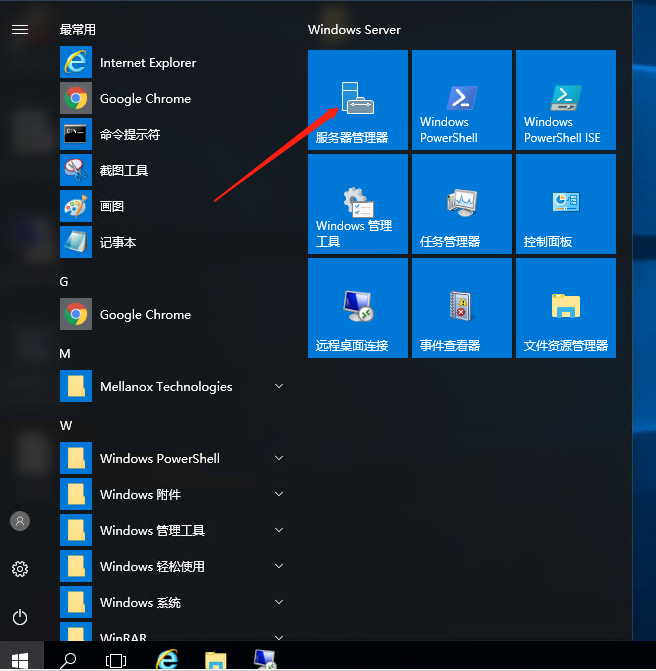 最常用
Internet Explorer
Google Chrome
命令提示符
截图工具
画图
记事本
G
Google Chrome
M
Mellanox Technologies
W
Windows PowerShell
Windows 附件
Windows 管理工具
Windows 轻松使用
Windows 系统
WinRAR
Windows Server
服务器管理器
Windows
PowerShell
Windows
PowerShell ISE
Windows 管理
工具
任务管理器
控制面板
远程桌面连接
事件查看器
文件资源管理器